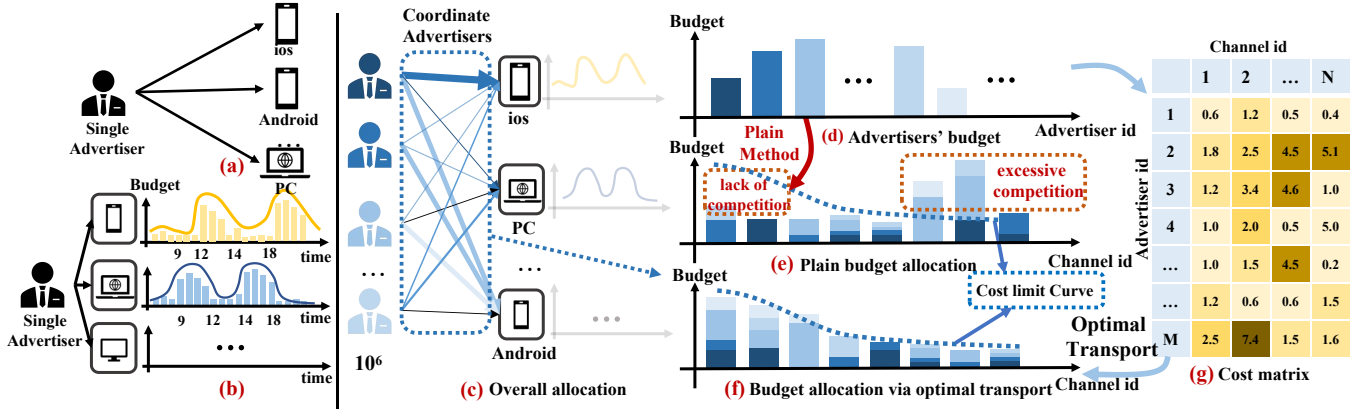 ios
Single
Advertiser
Android
(a)
PC
Budget
9 12 14 18
time
9 12 14 18
time
Single
Advertiser
...
(b)
time
Coordinate
Advertisers
ios
PC
...
...
...
Android
...
10⁶
(c) Overall allocation
Budget
...
...
(d) Advertisers' budget
Advertiser id
Plain
Method
Budget
lack of
competition
excessive
competition
(e) Plain budget allocation
Channel id
Budget
Cost limit Curve
Optimal
Transport
(f) Budget allocation via optimal transport
Channel id
Channel id
Advertiser id
1 2 ... N
1 0.6 1.2 0.5 0.4
2 1.8 2.5 4.5 5.1
3 1.2 3.4 4.6 1.0
4 1.0 2.0 0.5 5.0
... 1.0 1.5 4.5 0.2
... 1.2 0.6 0.6 1.5
M 2.5 7.4 1.5 1.6
(g) Cost matrix